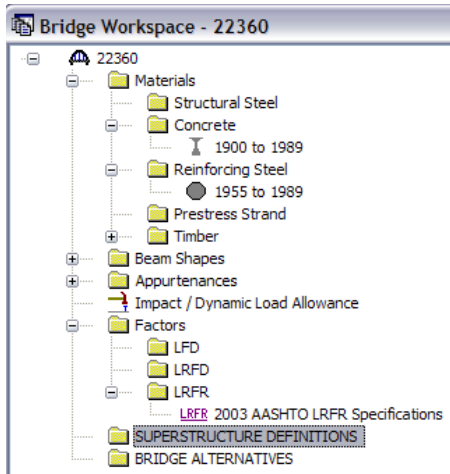 Bridge Workspace - 22360
22360
Materials
Structural Steel
Concrete
1900 to 1989
Reinforcing Steel
1955 to 1989
Prestress Strand
Timber
Beam Shapes
Appurtenances
Impact / Dynamic Load Allowance
Factors
LFD
LRFD
LRFR
LRFR 2003 AASHTO LRFR Specifications
SUPERSTRUCTURE DEFINITIONS
BRIDGE ALTERNATIVES